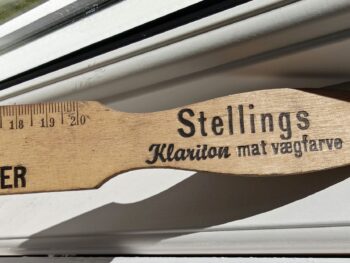 18 19 20
Stellings
Klariton mat vægfarve
ER